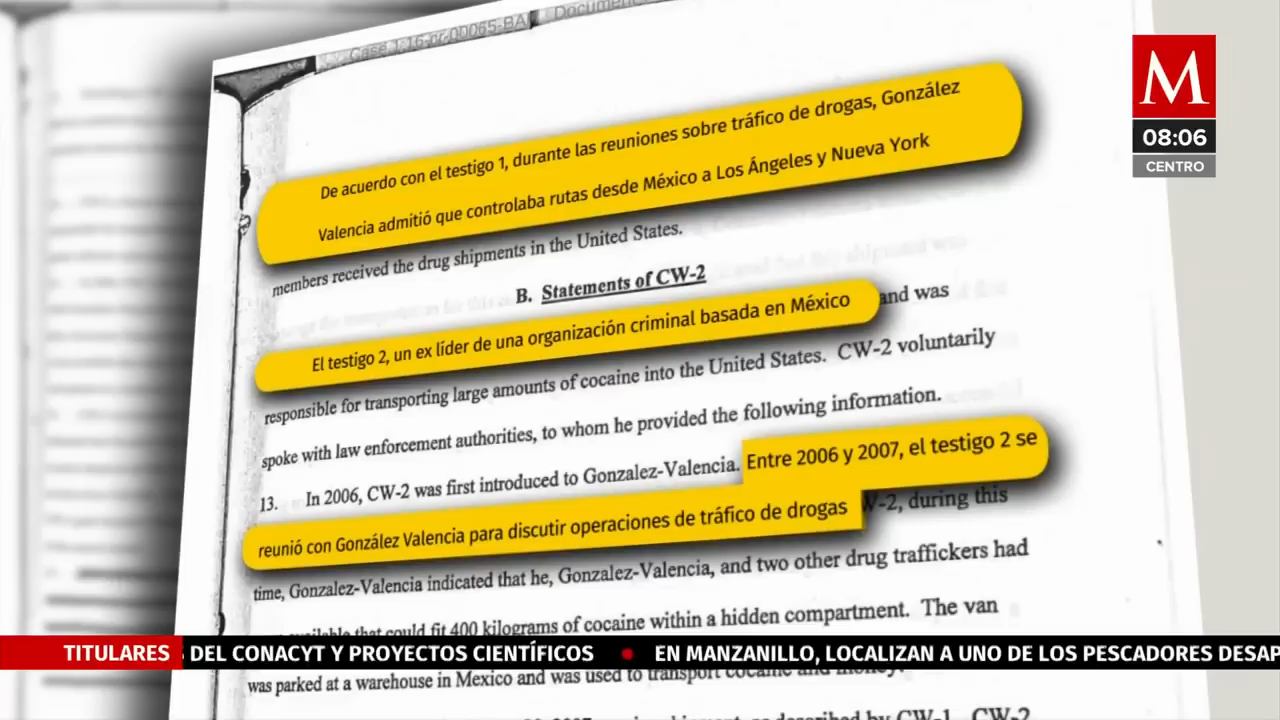 Case 1:16-cr-00065-BA Document
M
08:06
CENTRO
De acuerdo con el testigo 1, durante las reuniones sobre tráfico de drogas, González
Valencia admitió que controlaba rutas desde México a Los Ángeles y Nueva York
members received the drug shipments in the United States.
B. Statements of CW-2
El testigo 2, un ex líder de una organización criminal basada en México and was
responsible for transporting large amounts of cocaine into the United States. CW-2 voluntarily
spoke with law enforcement authorities, to whom he provided the following information.
13. In 2006, CW-2 was first introduced to Gonzalez-Valencia. Entre 2006 y 2007, el testigo 2 se
reunió con González Valencia para discutir operaciones de tráfico de drogas W-2, during this
time, Gonzalez-Valencia indicated that he, Gonzalez-Valencia, and two other drug traffickers had
available that could fit 400 kilograms of cocaine within a hidden compartment. The van
TITULARES DEL CONACYT Y PROYECTOS CIENTÍFICOS • EN MANZANILLO, LOCALIZAN A UNO DE LOS PESCADORES DESAP
was parked at a warehouse in Mexico and was used to transport cocaine and money.
as described by CW-1. CW-2